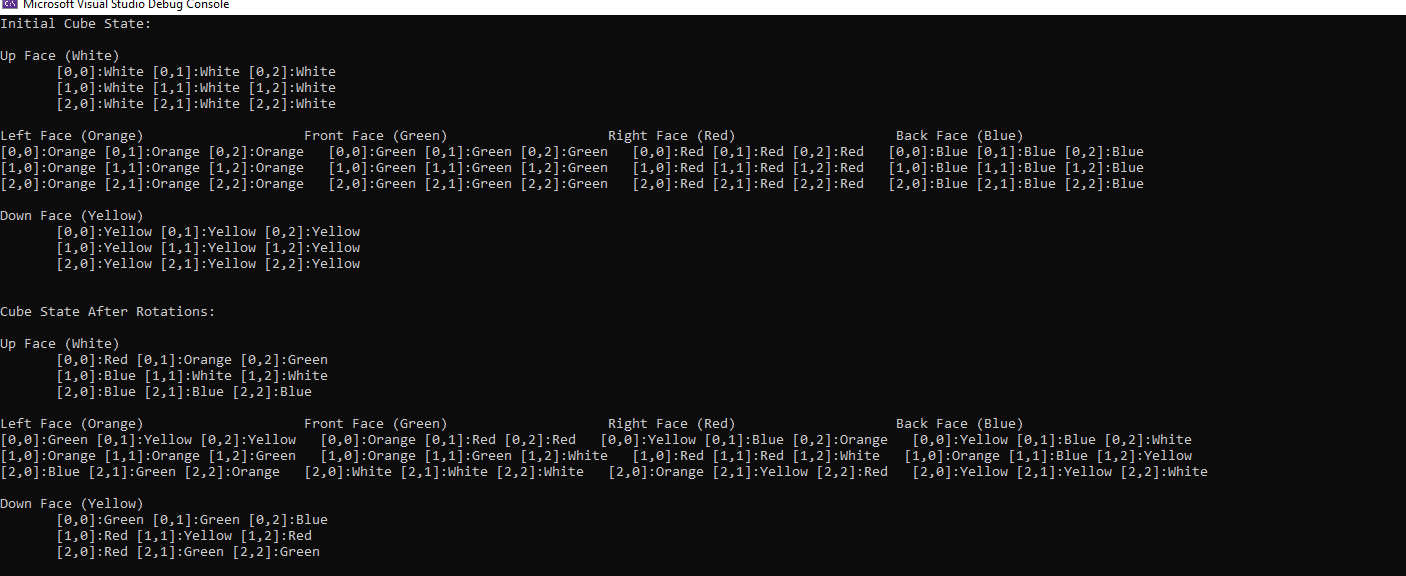 Microsoft Visual Studio Debug Console
Initial Cube State:
Up Face (White)
[0,0]:White [0,1]:White [0,2]:White
[1,0]:White [1,1]:White [1,2]:White
[2,0]:White [2,1]:White [2,2]:White
Left Face (Orange) Front Face (Green) Right Face (Red) Back Face (Blue)
[0,0]:Orange [0,1]:Orange [0,2]:Orange [0,0]:Green [0,1]:Green [0,2]:Green [0,0]:Red [0,1]:Red [0,2]:Red [0,0]:Blue [0,1]:Blue [0,2]:Blue
[1,0]:Orange [1,1]:Orange [1,2]:Orange [1,0]:Green [1,1]:Green [1,2]:Green [1,0]:Red [1,1]:Red [1,2]:Red [1,0]:Blue [1,1]:Blue [1,2]:Blue
[2,0]:Orange [2,1]:Orange [2,2]:Orange [2,0]:Green [2,1]:Green [2,2]:Green [2,0]:Red [2,1]:Red [2,2]:Red [2,0]:Blue [2,1]:Blue [2,2]:Blue
Down Face (Yellow)
[0,0]:Yellow [0,1]:Yellow [0,2]:Yellow
[1,0]:Yellow [1,1]:Yellow [1,2]:Yellow
[2,0]:Yellow [2,1]:Yellow [2,2]:Yellow
Cube State After Rotations:
Up Face (White)
[0,0]:Red [0,1]:Orange [0,2]:Green
[1,0]:Blue [1,1]:White [1,2]:White
[2,0]:Blue [2,1]:Blue [2,2]:Blue
Left Face (Orange) Front Face (Green) Right Face (Red) Back Face (Blue)
[0,0]:Green [0,1]:Yellow [0,2]:Yellow [0,0]:Orange [0,1]:Red [0,2]:Red [0,0]:Yellow [0,1]:Blue [0,2]:Orange [0,0]:Yellow [0,1]:Blue [0,2]:White
[1,0]:Orange [1,1]:Orange [1,2]:Green [1,0]:Orange [1,1]:Green [1,2]:White [1,0]:Red [1,1]:Red [1,2]:White [1,0]:Orange [1,1]:Blue [1,2]:Yellow
[2,0]:Blue [2,1]:Green [2,2]:Orange [2,0]:White [2,1]:White [2,2]:White [2,0]:Orange [2,1]:Yellow [2,2]:Red [2,0]:Yellow [2,1]:Yellow [2,2]:White
Down Face (Yellow)
[0,0]:Green [0,1]:Green [0,2]:Blue
[1,0]:Red [1,1]:Yellow [1,2]:Red
[2,0]:Red [2,1]:Green [2,2]:Green